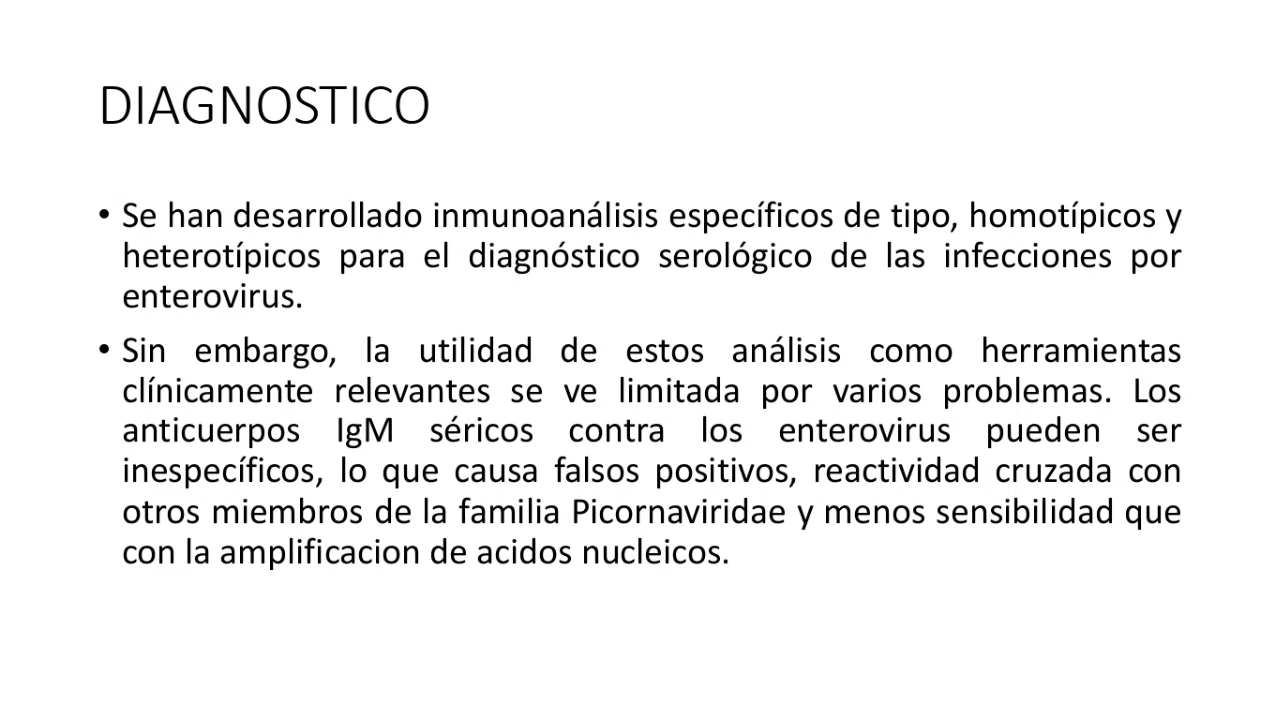 DIAGNOSTICO
• Se han desarrollado inmunoanálisis específicos de tipo, homotípicos y
heterotípicos para el diagnóstico serológico de las infecciones por
enterovirus.
• Sin embargo, la utilidad de estos análisis como herramientas
clínicamente relevantes se ve limitada por varios problemas. Los
anticuerpos IgM séricos contra los enterovirus pueden ser
inespecíficos, lo que causa falsos positivos, reactividad cruzada con
otros miembros de la familia Picornaviridae y menos sensibilidad que
con la amplificacion de acidos nucleicos.